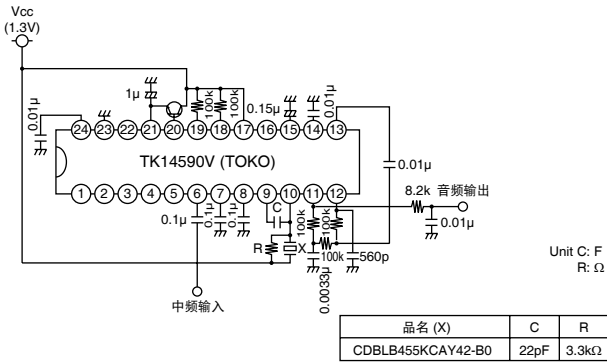 Vcc
(1.3V)
1µ
100k
100k
0.15µ
0.01µ
0.01µ
24 23 22 21 20 19 18 17 16 15 14 13
TK14590V (TOKO)
0.01µ
1 2 3 4 5 6 7 8 9 10 11 12
8.2k 音频输出
0.1µ
0.1µ
0.1µ
C
100k
100k
0.01µ
R
X
100k
560p
0.0033µ
中频输入
Unit C: F
R: Ω
品名 (X) C R
CDBLB455KCAY42-B0 22pF 3.3kΩ